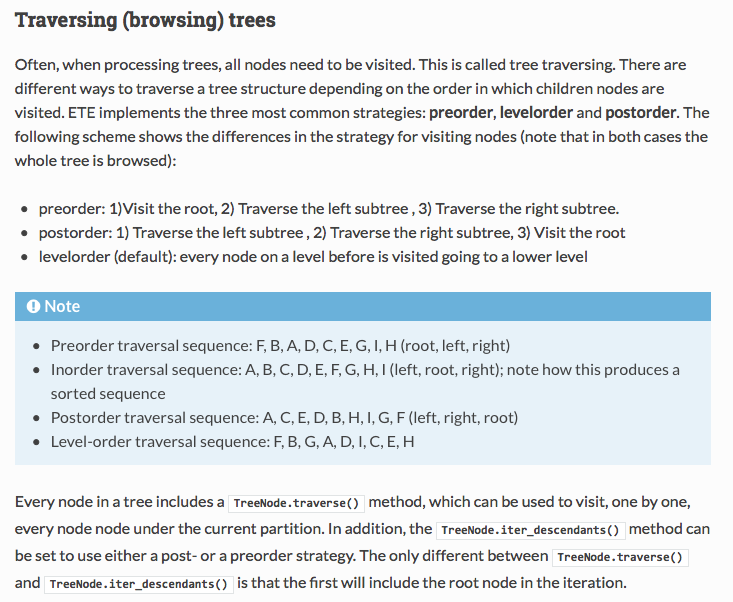 Traversing (browsing) trees
Often, when processing trees, all nodes need to be visited. This is called tree traversing. There are
different ways to traverse a tree structure depending on the order in which children nodes are
visited. ETE implements the three most common strategies: preorder, levelorder and postorder. The
following scheme shows the differences in the strategy for visiting nodes (note that in both cases the
whole tree is browsed):
• preorder: 1)Visit the root, 2) Traverse the left subtree , 3) Traverse the right subtree.
• postorder: 1) Traverse the left subtree , 2) Traverse the right subtree, 3) Visit the root
• levelorder (default): every node on a level before is visited going to a lower level
Note
• Preorder traversal sequence: F, B, A, D, C, E, G, I, H (root, left, right)
• Inorder traversal sequence: A, B, C, D, E, F, G, H, I (left, root, right); note how this produces a
sorted sequence
• Postorder traversal sequence: A, C, E, D, B, H, I, G, F (left, right, root)
• Level-order traversal sequence: F, B, G, A, D, I, C, E, H
Every node in a tree includes a TreeNode.traverse() method, which can be used to visit, one by one,
every node node under the current partition. In addition, the TreeNode.iter_descendants() method can
be set to use either a post- or a preorder strategy. The only different between TreeNode.traverse()
and TreeNode.iter_descendants() is that the first will include the root node in the iteration.